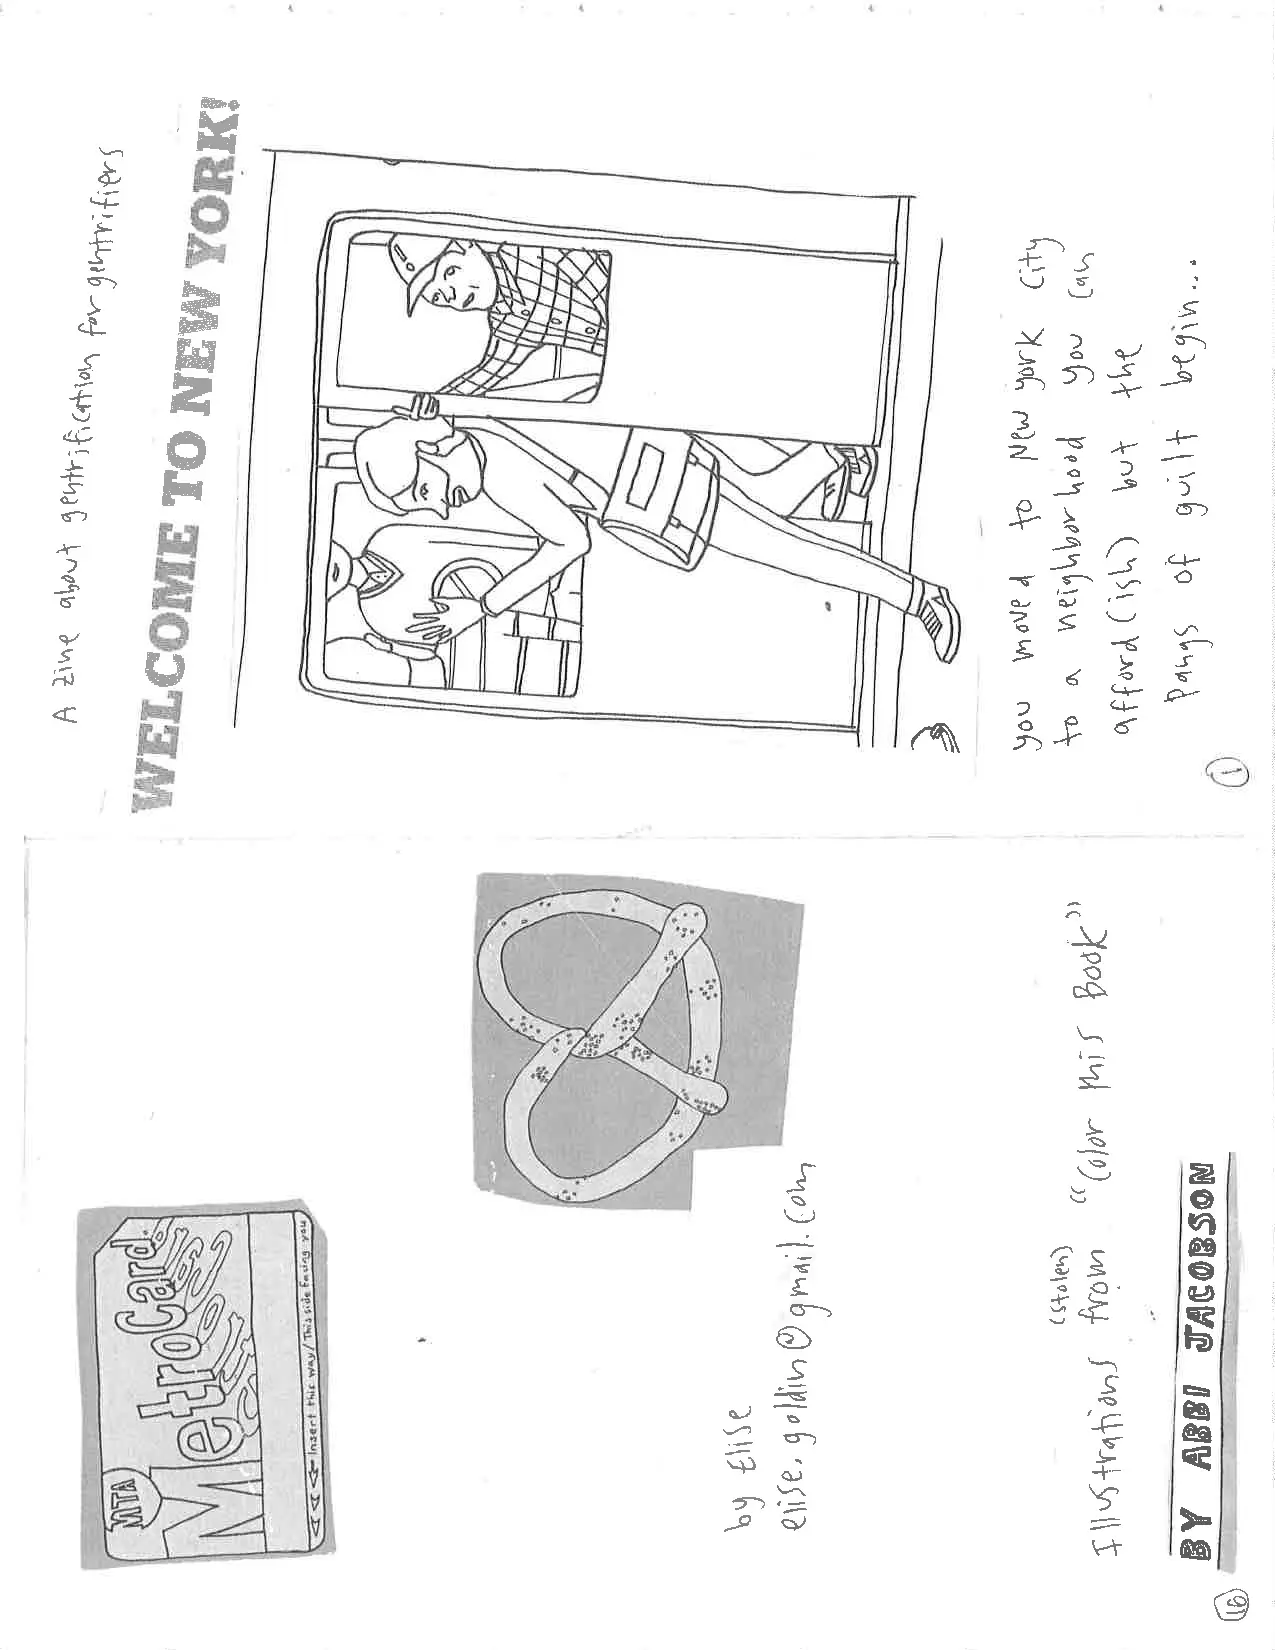 A zine about gentrification for gentrifiers
WELCOME TO NEW YORK!
you moved to New york City
to a neighborhood you can
afford (ish) but the
pangs of guilt begin...
1
MTA
MetroCard
Insert this way / This side facing you
by Elise
elise.goldin@gmail.com
(stolen)
Illustrations from "Color this Book"
BY ABBI JACOBSON
16